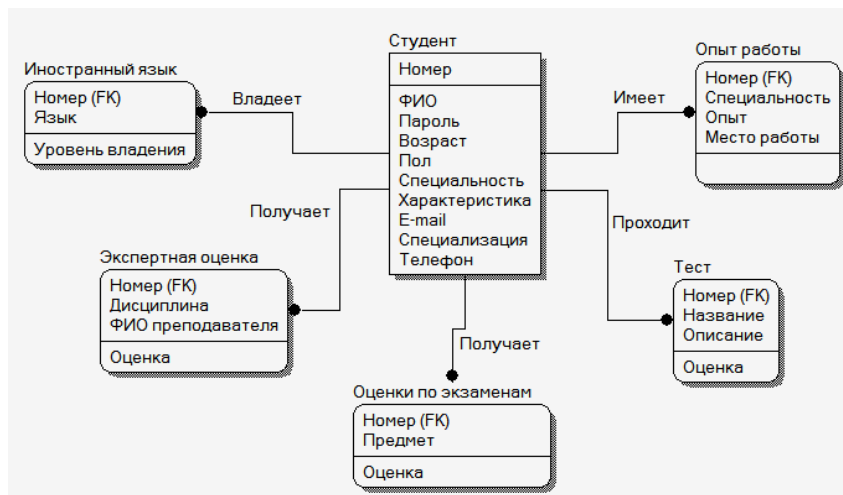 Студент
Номер
ФИО
Пароль
Возраст
Пол
Специальность
Характеристика
E-mail
Специализация
Телефон
Иностранный язык
Номер (FK)
Язык
Уровень владения
Владеет
Имеет
Опыт работы
Номер (FK)
Специальность
Опыт
Место работы
Получает
Экспертная оценка
Номер (FK)
Дисциплина
ФИО преподавателя
Оценка
Проходит
Тест
Номер (FK)
Название
Описание
Оценка
Получает
Оценки по экзаменам
Номер (FK)
Предмет
Оценка